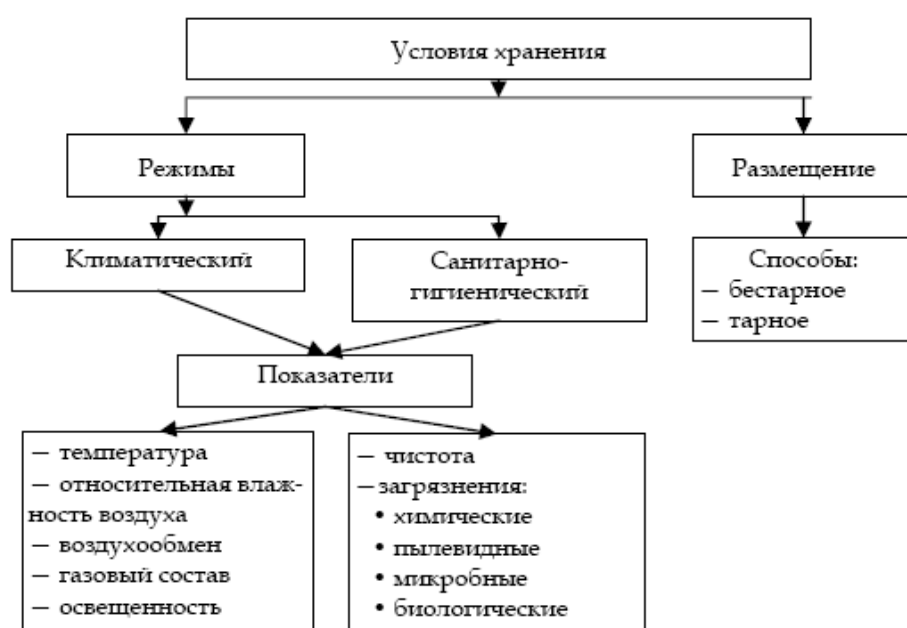 Условия хранения
Режимы
Размещение
Климатический
Санитарно-
гигиенический
Способы:
— бестарное
— тарное
Показатели
— температура
— относительная влаж-
ность воздуха
— воздухообмен
— газовый состав
— освещенность
— чистота
—загрязнения:
• химические
• пылевидные
• микробные
• биологические